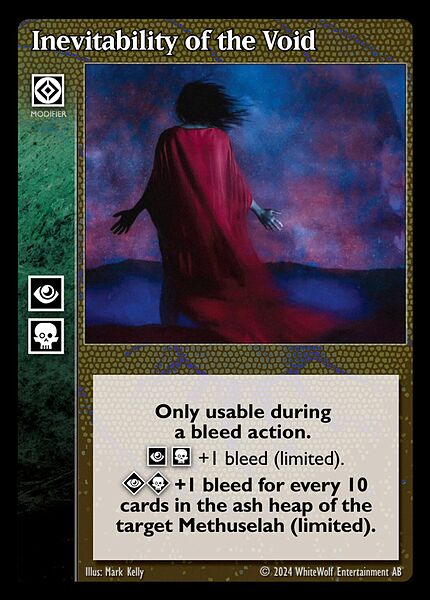 Inevitability of the Void
MODIFIER
Only usable during
a bleed action.
+1 bleed (limited).
+1 bleed for every 10
cards in the ash heap of the
target Methuselah (limited).
Illus: Mark Kelly
© 2024 WhiteWolf Entertainment AB